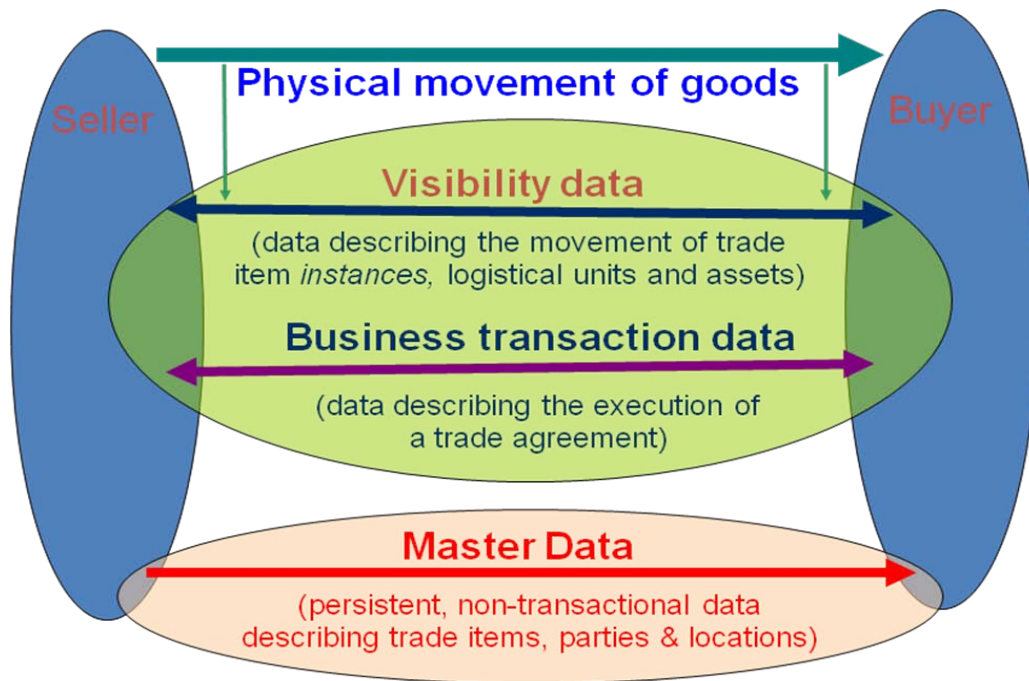 Physical movement of goods
Seller
Buyer
Visibility data
(data describing the movement of trade
item instances, logistical units and assets)
Business transaction data
(data describing the execution of
a trade agreement)
Master Data
(persistent, non-transactional data
describing trade items, parties & locations)